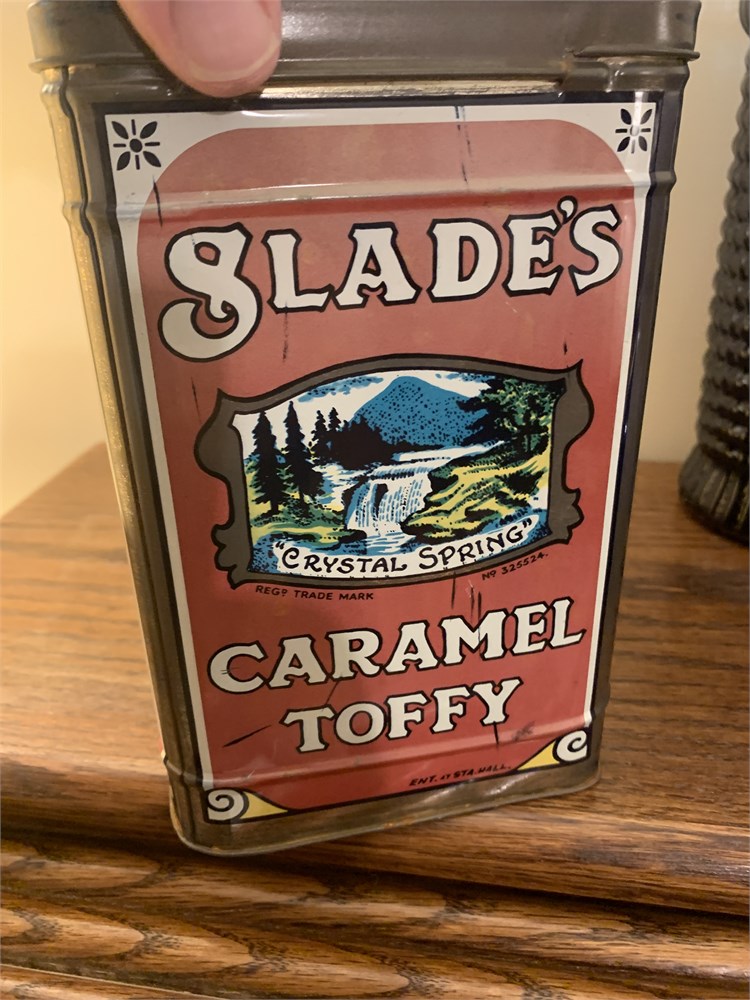 SLADE'S
"CRYSTAL SPRING"
REGD TRADE MARK
No 325524.
CARAMEL
TOFFY
ENT. AT STA. HALL.